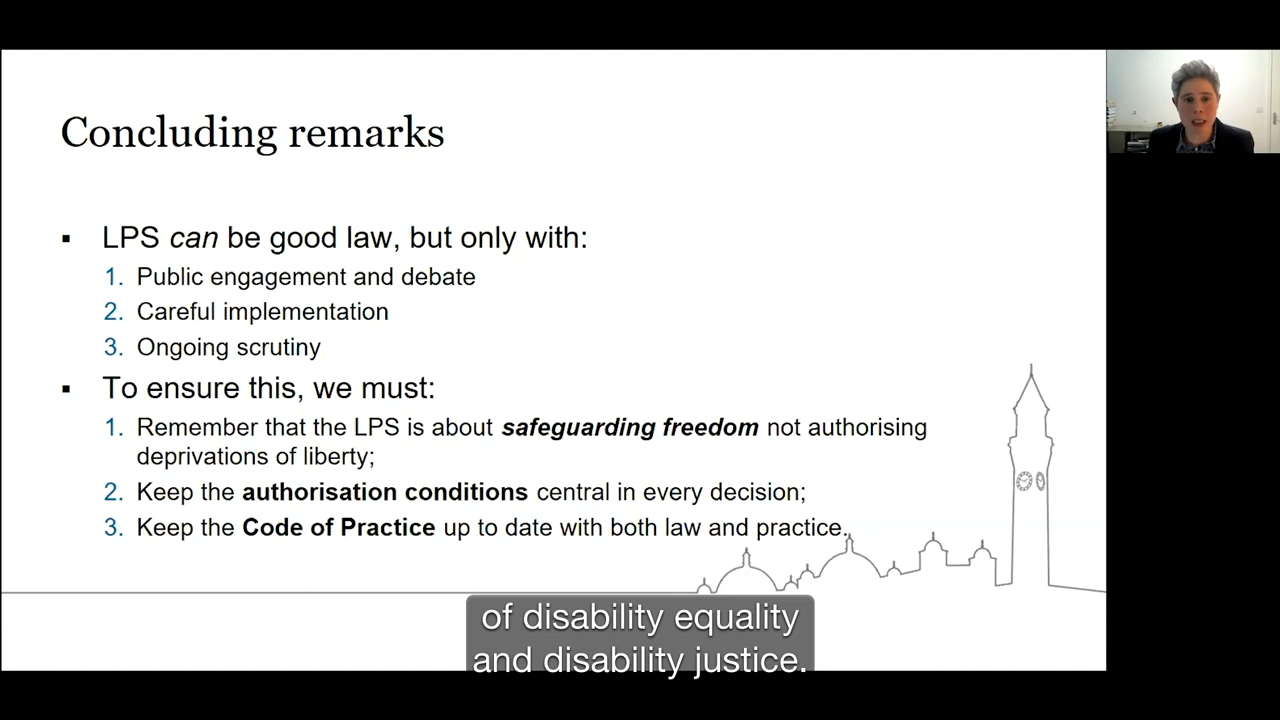 Concluding remarks
▪ LPS can be good law, but only with:
1. Public engagement and debate
2. Careful implementation
3. Ongoing scrutiny
▪ To ensure this, we must:
1. Remember that the LPS is about safeguarding freedom not authorising
deprivations of liberty;
2. Keep the authorisation conditions central in every decision;
3. Keep the Code of Practice up to date with both law and practice.
of disability equality
and disability justice.